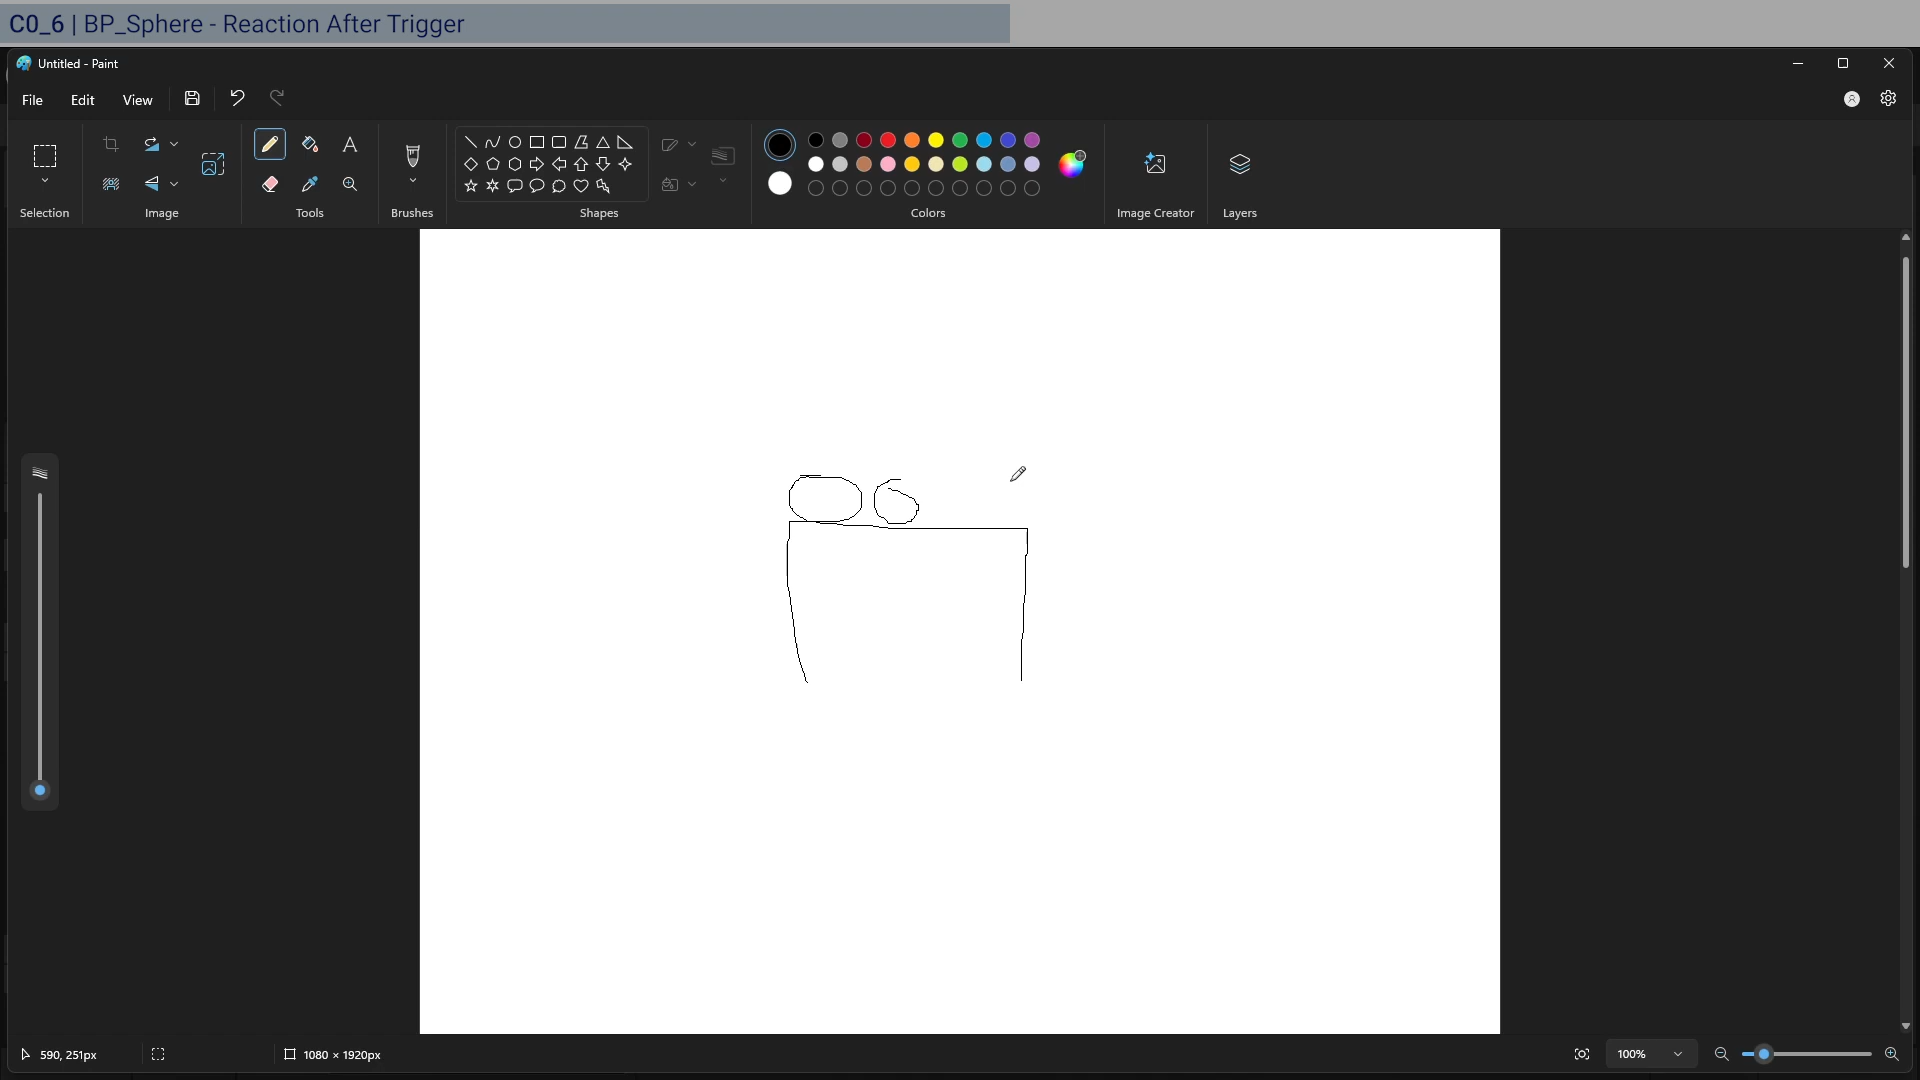 C0_6 | BP_Sphere - Reaction After Trigger
Untitled - Paint
File Edit View
Selection Image Tools Brushes Shapes Colors Image Creator Layers
590, 251px 1080 × 1920px 100%